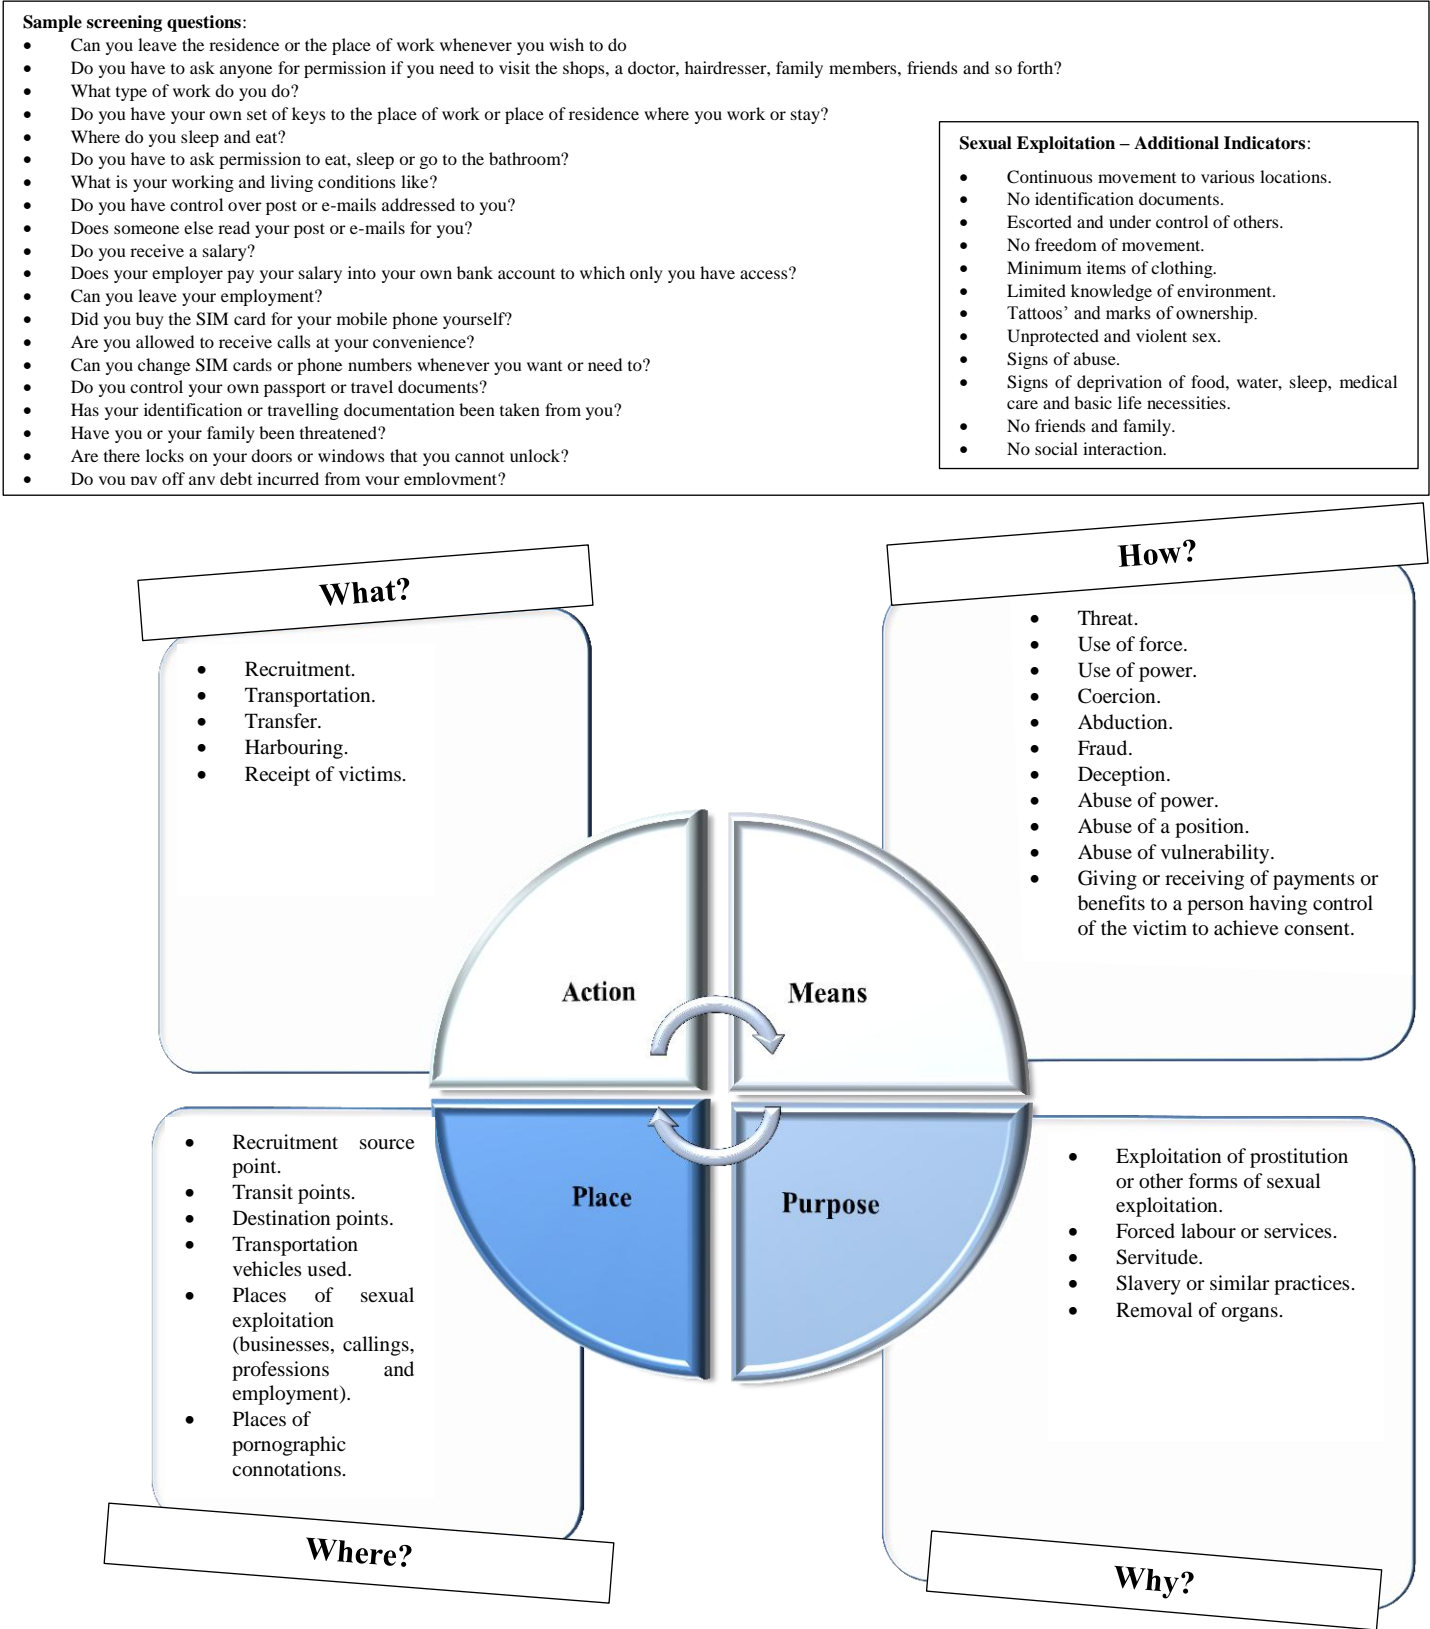 Sample screening questions:
• Can you leave the residence or the place of work whenever you wish to do
• Do you have to ask anyone for permission if you need to visit the shops, a doctor, hairdresser, family members, friends and so forth?
• What type of work do you do?
• Do you have your own set of keys to the place of work or place of residence where you work or stay?
• Where do you sleep and eat?
• Do you have to ask permission to eat, sleep or go to the bathroom?
• What is your working and living conditions like?
• Do you have control over post or e-mails addressed to you?
• Does someone else read your post or e-mails for you?
• Do you receive a salary?
• Does your employer pay your salary into your own bank account to which only you have access?
• Can you leave your employment?
• Did you buy the SIM card for your mobile phone yourself?
• Are you allowed to receive calls at your convenience?
• Can you change SIM cards or phone numbers whenever you want or need to?
• Do you control your own passport or travel documents?
• Has your identification or travelling documentation been taken from you?
• Have you or your family been threatened?
• Are there locks on your doors or windows that you cannot unlock?
• Do you pay off any debt incurred from your employment?
Sexual Exploitation – Additional Indicators:
• Continuous movement to various locations.
• No identification documents.
• Escorted and under control of others.
• No freedom of movement.
• Minimum items of clothing.
• Limited knowledge of environment.
• Tattoos’ and marks of ownership.
• Unprotected and violent sex.
• Signs of abuse.
• Signs of deprivation of food, water, sleep, medical
care and basic life necessities.
• No friends and family.
• No social interaction.
What?
• Recruitment.
• Transportation.
• Transfer.
• Harbouring.
• Receipt of victims.
How?
• Threat.
• Use of force.
• Use of power.
• Coercion.
• Abduction.
• Fraud.
• Deception.
• Abuse of power.
• Abuse of a position.
• Abuse of vulnerability.
• Giving or receiving of payments or
benefits to a person having control
of the victim to achieve consent.
Action
Means
Place
Purpose
• Recruitment source
point.
• Transit points.
• Destination points.
• Transportation
vehicles used.
• Places of sexual
exploitation
(businesses, callings,
professions and
employment).
• Places of
pornographic
connotations.
Where?
• Exploitation of prostitution
or other forms of sexual
exploitation.
• Forced labour or services.
• Servitude.
• Slavery or similar practices.
• Removal of organs.
Why?